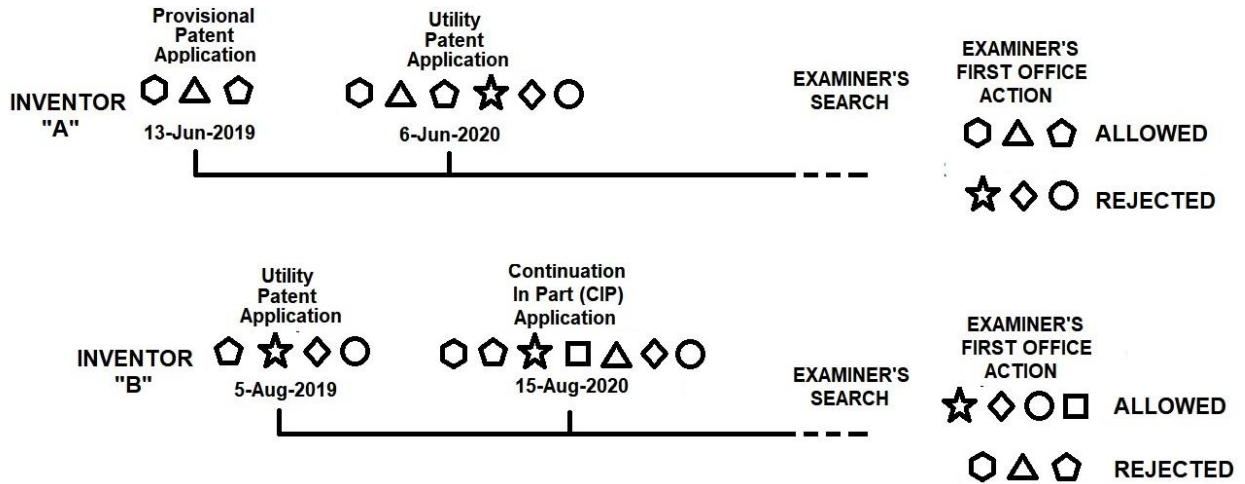 Provisional
Patent
Application
13-Jun-2019
Utility
Patent
Application
6-Jun-2020
INVENTOR
"A"
EXAMINER'S
SEARCH
EXAMINER'S
FIRST OFFICE
ACTION
ALLOWED
REJECTED
Utility
Patent
Application
5-Aug-2019
Continuation
In Part (CIP)
Application
15-Aug-2020
INVENTOR
"B"
EXAMINER'S
SEARCH
EXAMINER'S
FIRST OFFICE
ACTION
ALLOWED
REJECTED